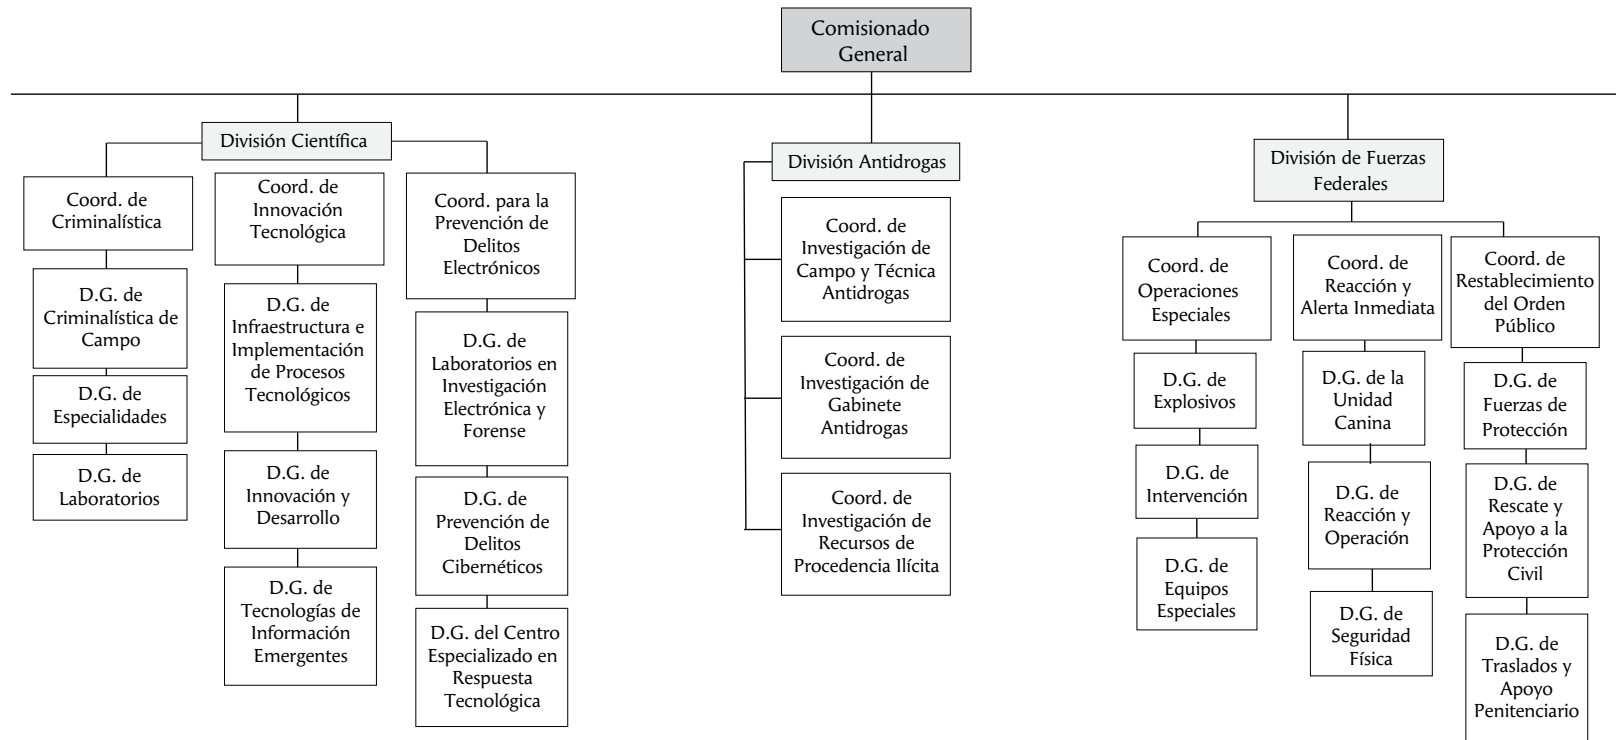 Comisionado
General
División Científica
Coord. de
Criminalística
D.G. de
Criminalística de
Campo
D.G. de
Especialidades
D.G. de
Laboratorios
Coord. de
Innovación
Tecnológica
D.G. de
Infraestructura e
Implementación
de Procesos
Tecnológicos
D.G. de
Innovación y
Desarrollo
D.G. de
Tecnologías de
Información
Emergentes
Coord. para la
Prevención de
Delitos
Electrónicos
D.G. de
Laboratorios en
Investigación
Electrónica y
Forense
D.G. de
Prevención de
Delitos
Cibernéticos
D.G. del Centro
Especializado en
Respuesta
Tecnológica
División Antidrogas
Coord. de
Investigación de
Campo y Técnica
Antidrogas
Coord. de
Investigación de
Gabinete
Antidrogas
Coord. de
Investigación de
Recursos de
Procedencia Ilícita
División de Fuerzas
Federales
Coord. de
Operaciones
Especiales
D.G. de
Explosivos
D.G. de
Intervención
D.G. de
Equipos
Especiales
Coord. de
Reacción y
Alerta Inmediata
D.G. de la
Unidad
Canina
D.G. de
Reacción y
Operación
D.G. de
Seguridad
Física
Coord. de
Restablecimiento
del Orden
Público
D.G. de
Fuerzas de
Protección
D.G. de
Rescate y
Apoyo a la
Protección
Civil
D.G. de
Traslados y
Apoyo
Penitenciario